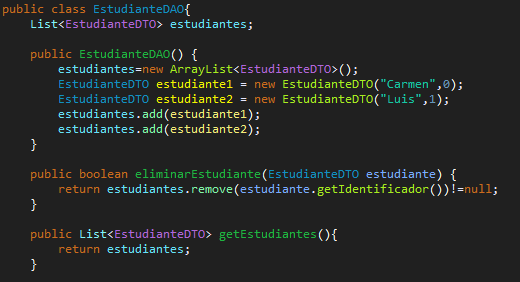 public class EstudianteDAO{
List<EstudianteDTO> estudiantes;
public EstudianteDAO() {
estudiantes=new ArrayList<EstudianteDTO>();
EstudianteDTO estudiante1 = new EstudianteDTO("Carmen",0);
EstudianteDTO estudiante2 = new EstudianteDTO("Luis",1);
estudiantes.add(estudiante1);
estudiantes.add(estudiante2);
}
public boolean eliminarEstudiante(EstudianteDTO estudiante) {
return estudiantes.remove(estudiante.getIdentificador())!=null;
}
public List<EstudianteDTO> getEstudiantes(){
return estudiantes;
}